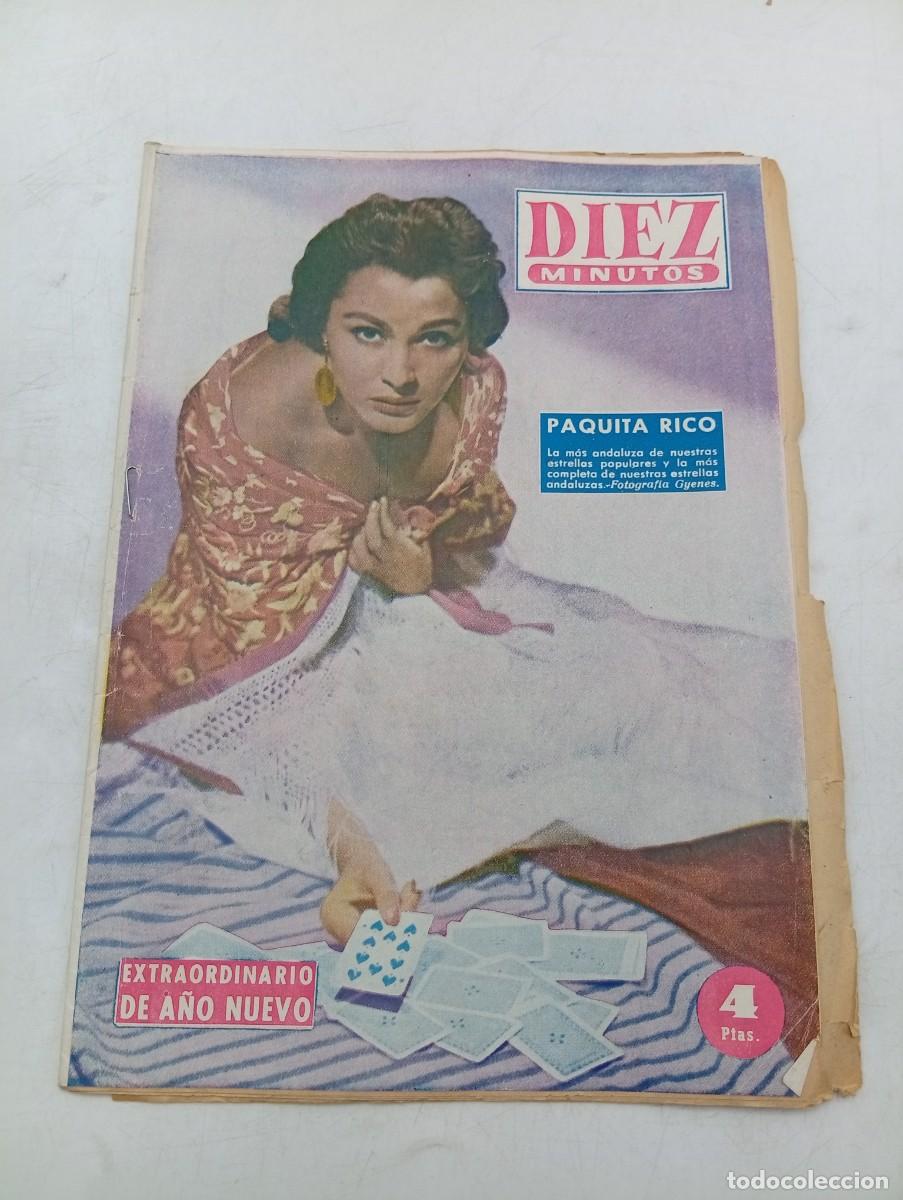 DIEZ
MINUTOS
PAQUITA RICO
La más andaluza de nuestras
estrellas populares y la más
completa de nuestras estrellas
andaluzas.-Fotografía Gyenes.
EXTRAORDINARIO
DE AÑO NUEVO
4
Ptas.
todocoleccion